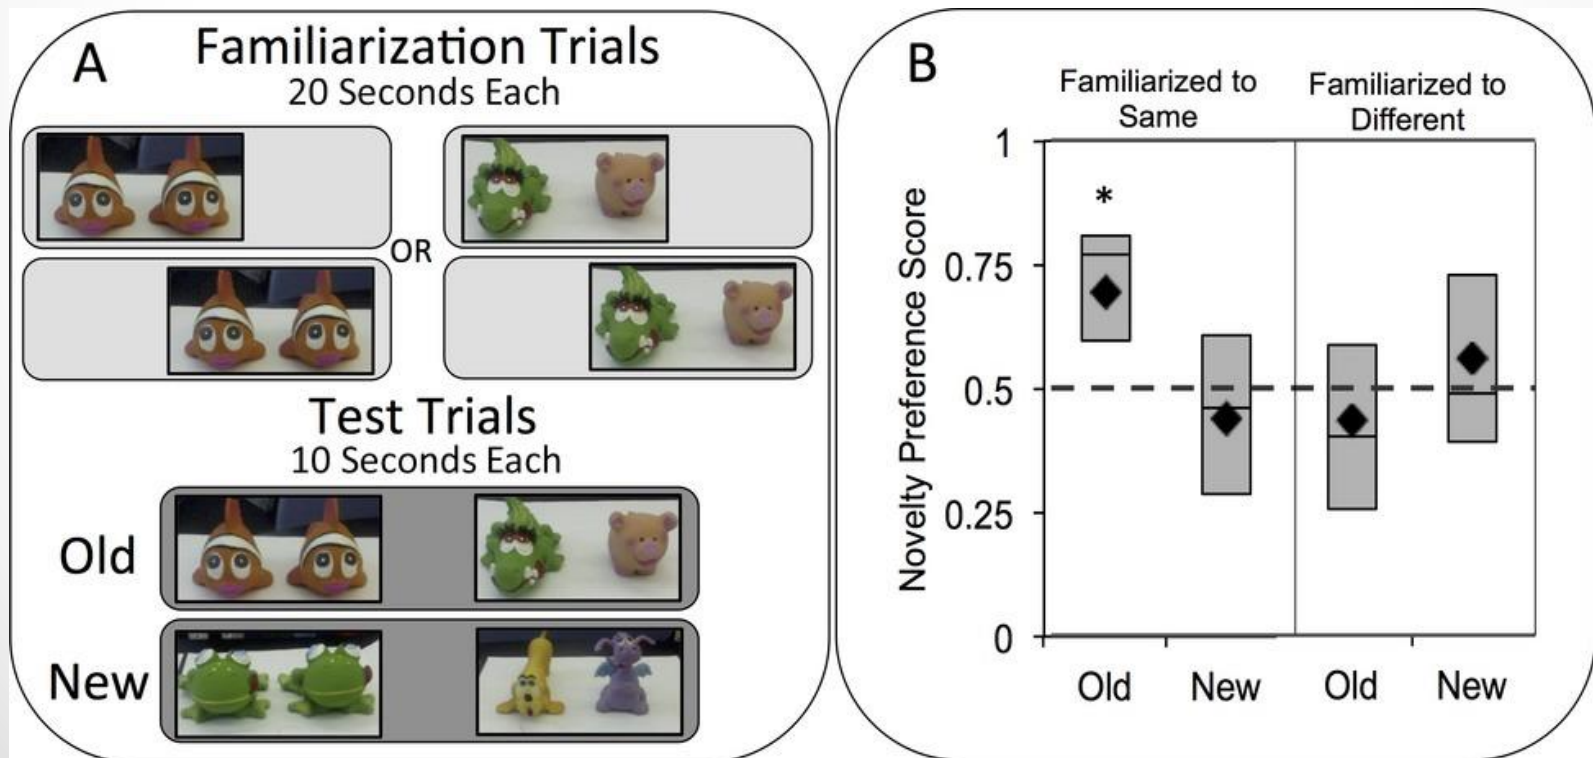 A
Familiarization Trials
20 Seconds Each
OR
Test Trials
10 Seconds Each
Old
New
B
Familiarized to
Same
Familiarized to
Different
Novelty Preference Score
1
0.75
0.5
0.25
0
*
Old
New
Old
New